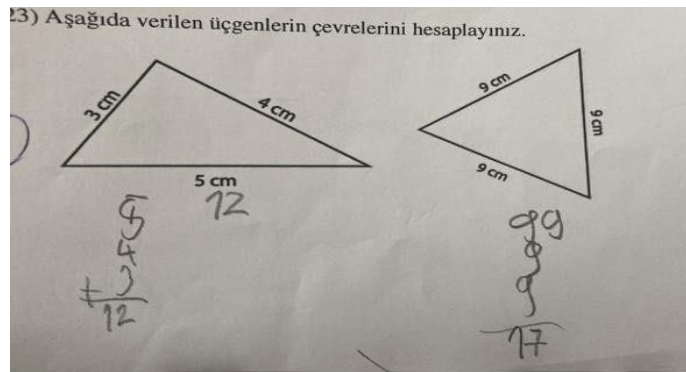 23) Aşağıda verilen üçgenlerin çevrelerini hesaplayınız.
3 cm
4 cm
5 cm
12
5
4
+ 3
12
9 cm
9 cm
9 cm
99
9
9
17